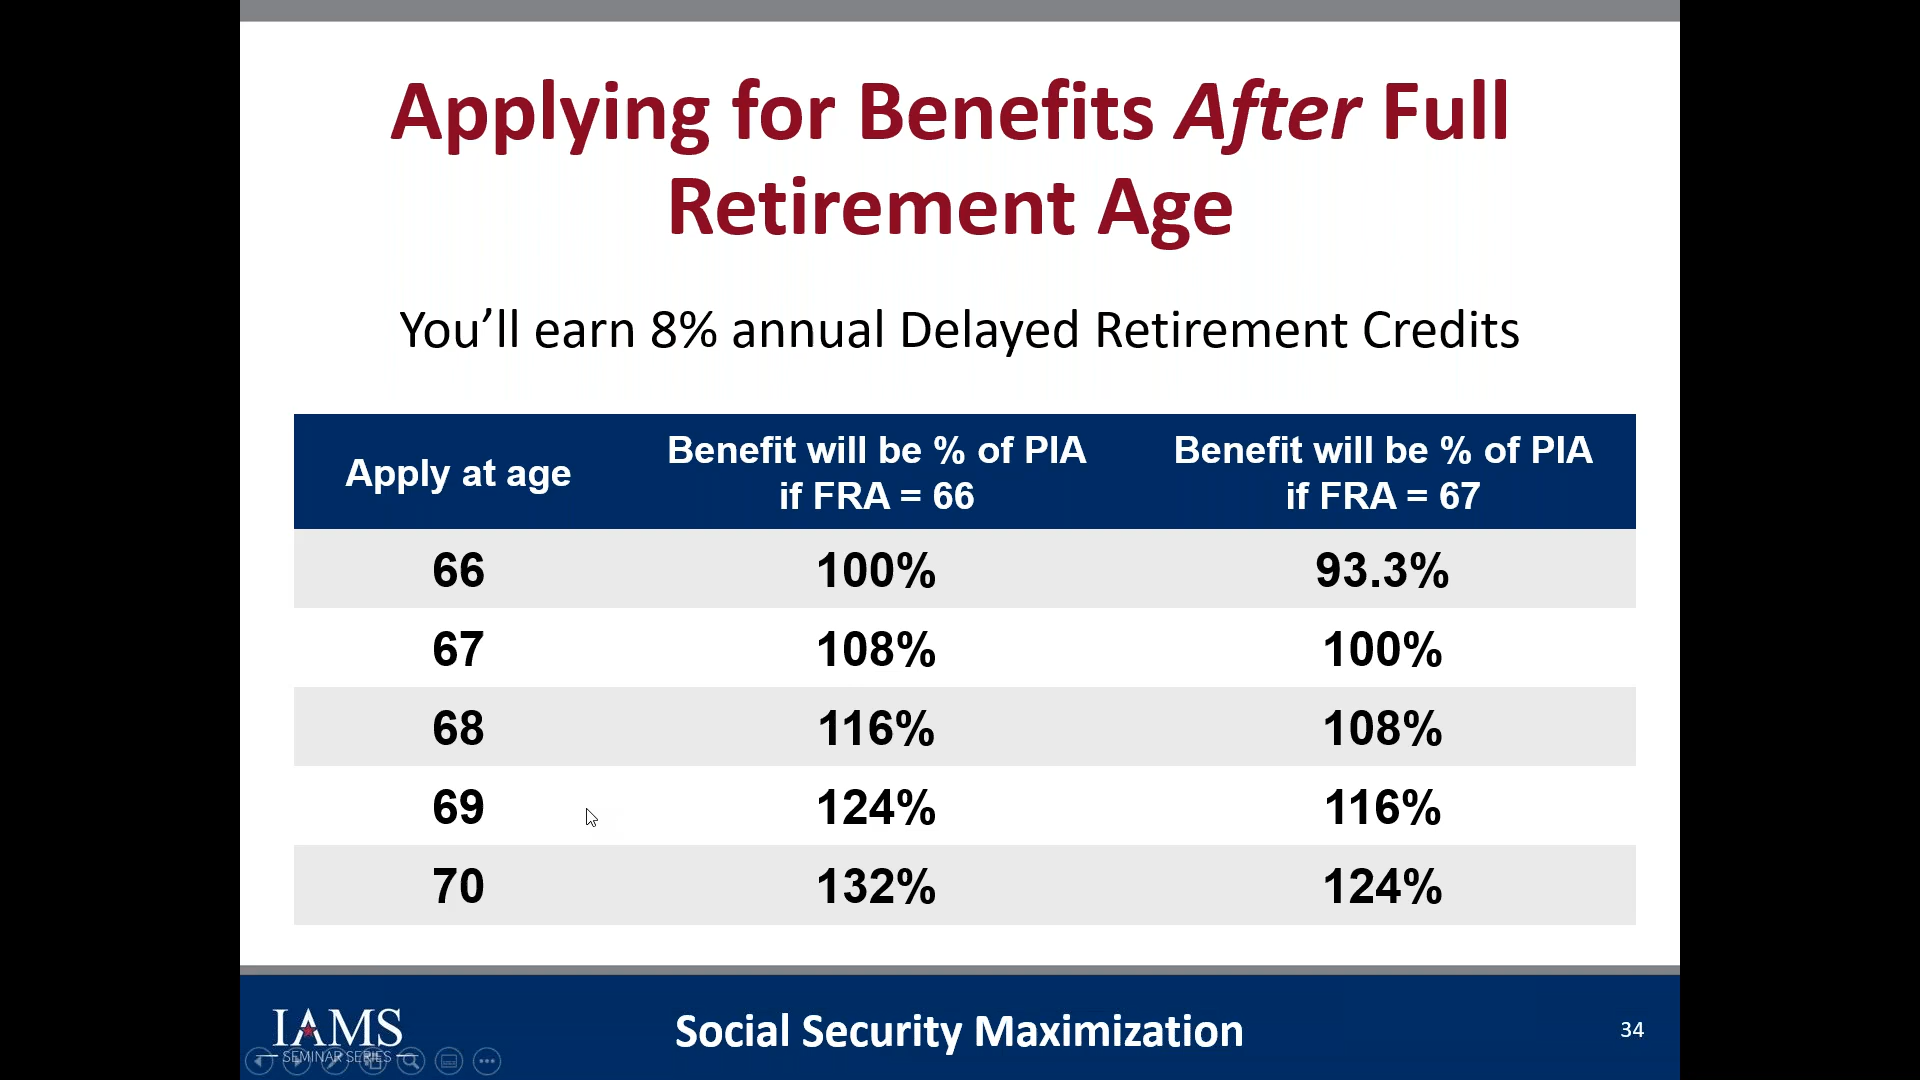 Applying for Benefits After Full
Retirement Age
You’ll earn 8% annual Delayed Retirement Credits
Apply at age
Benefit will be % of PIA
if FRA = 66
Benefit will be % of PIA
if FRA = 67
66 100% 93.3%
67 108% 100%
68 116% 108%
69 124% 116%
70 132% 124%
IAMS
SEMINAR SERIES
Social Security Maximization
34